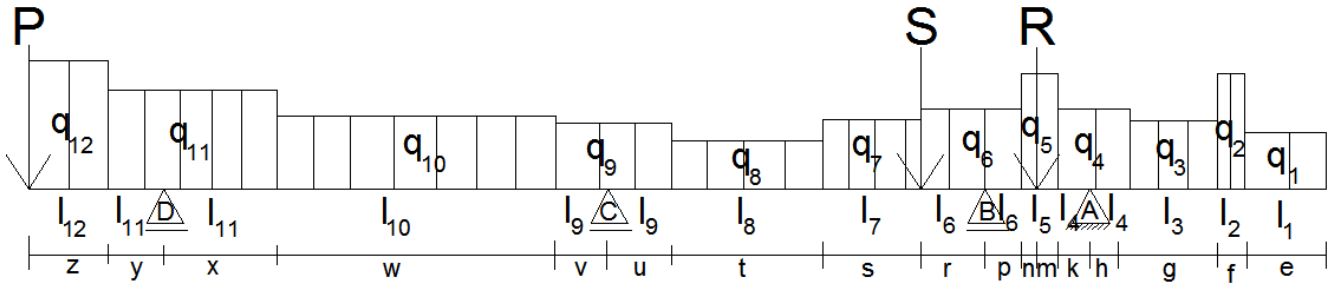 P S R
q₁₂ q₁₁ q₁₀ q₉ q₈ q₇ q₆ q₅ q₄ q₃ q₂ q₁
D C B A
l₁₂ l₁₁ l₁₁ l₁₀ l₉ l₉ l₈ l₇ l₆ l₆ l₅ l₄ l₄ l₃ l₂ l₁
z y x w v u t s r p n m k h g f e